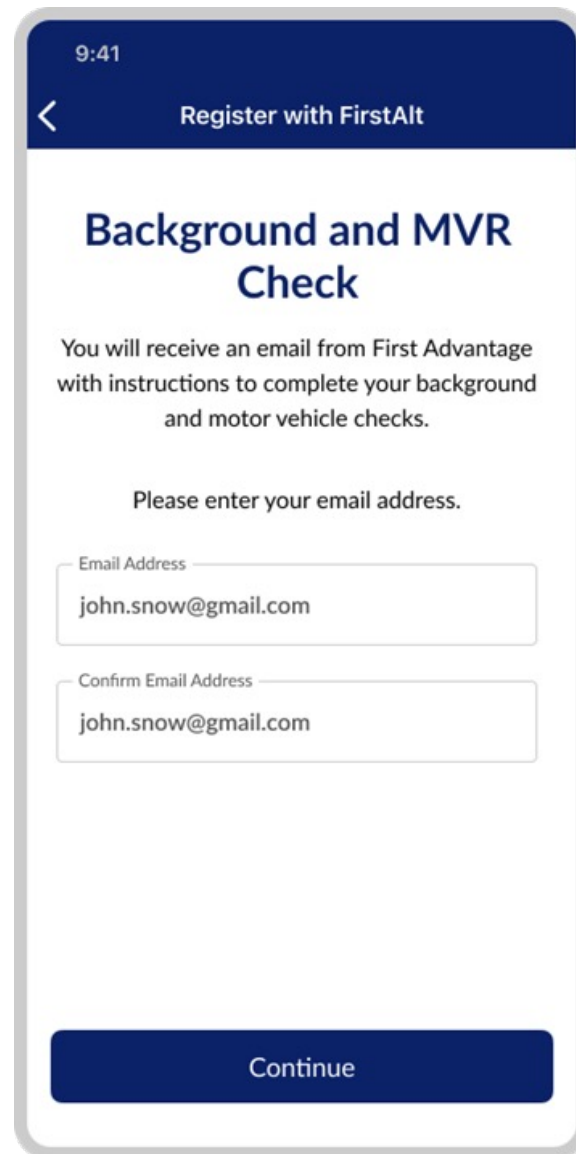 9:41
Register with FirstAlt
Background and MVR
Check
You will receive an email from First Advantage
with instructions to complete your background
and motor vehicle checks.
Please enter your email address.
Email Address
john.snow@gmail.com
Confirm Email Address
john.snow@gmail.com
Continue